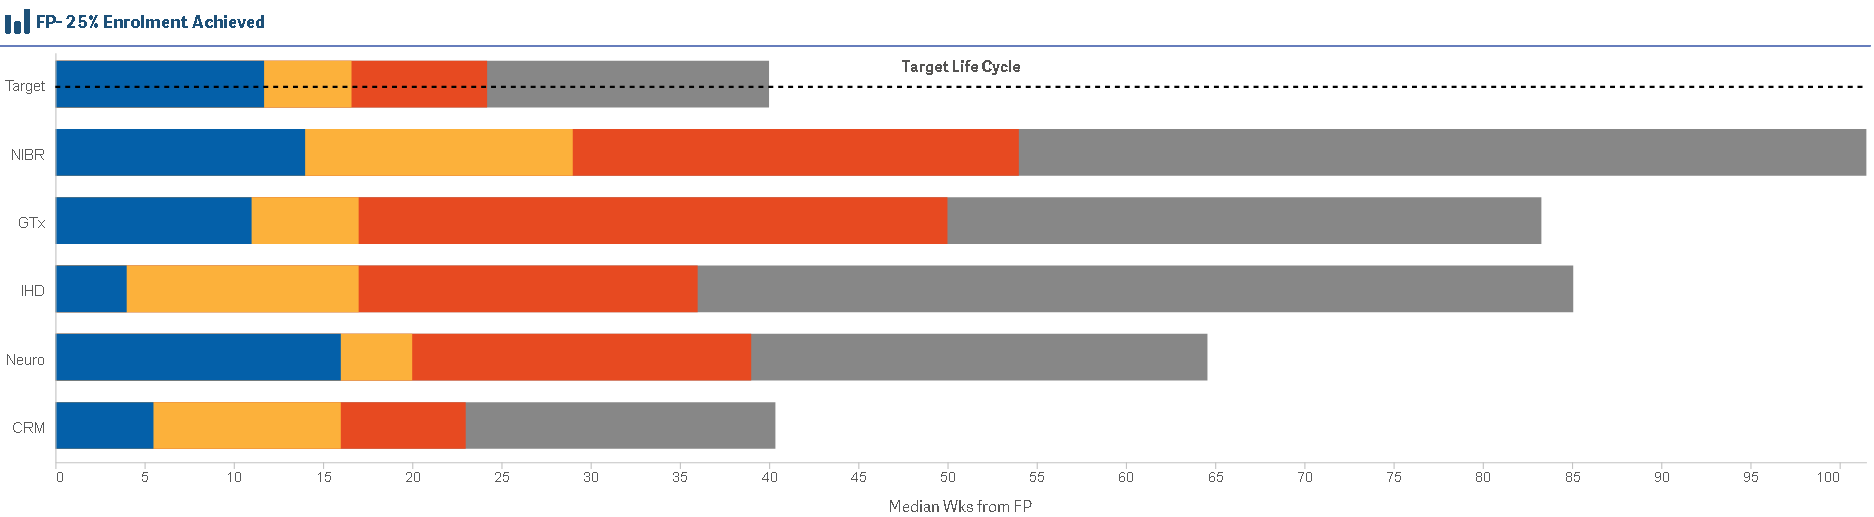 FP- 25% Enrolment Achieved
Target Life Cycle
Target
NIBR
GTx
IHD
Neuro
CRM
0 5 10 15 20 25 30 35 40 45 50 55 60 65 70 75 80 85 90 95 100
Median Wks from FP